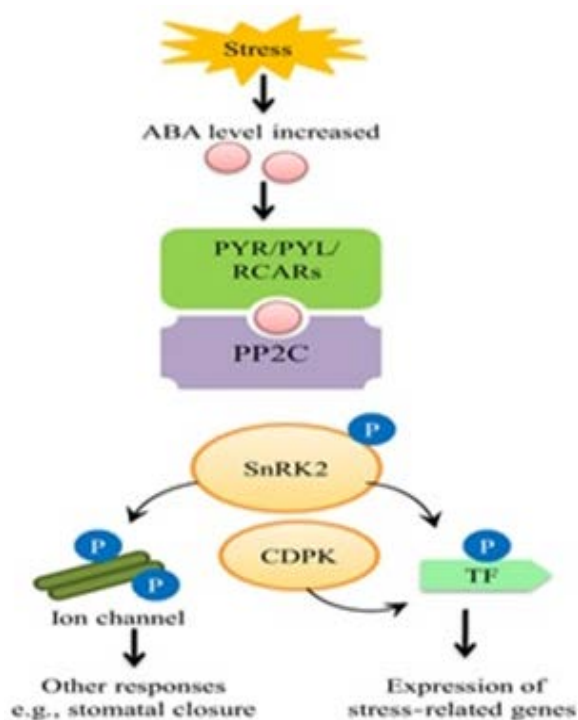 Stress
ABA level increased
PYR/PYL/
RCARs
PP2C
P
SnRK2
P
P
CDPK
P
TF
Ion channel
Other responses
e.g., stomatal closure
Expression of
stress-related genes